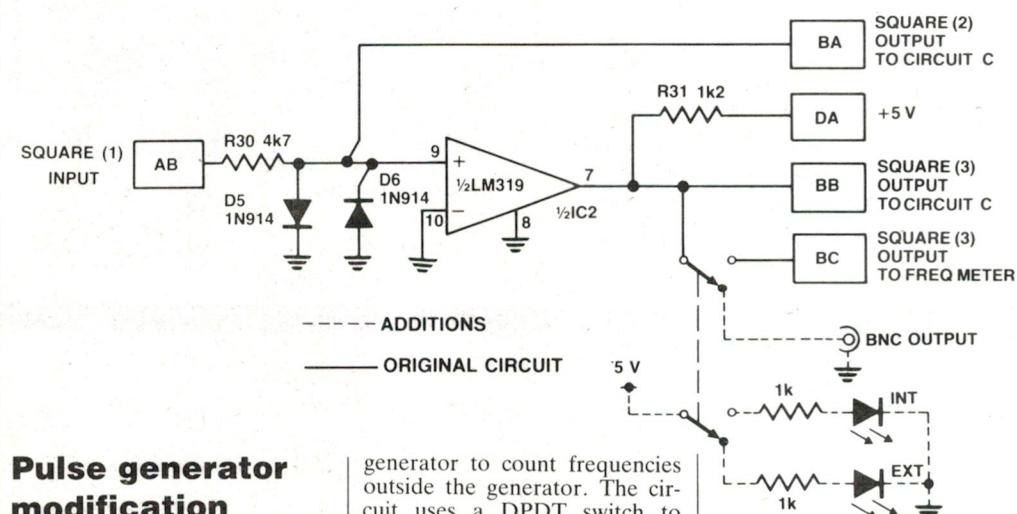 SQUARE (2)
OUTPUT
TO CIRCUIT C
BA
R31 1k2
DA
+5 V
R30 4k7
SQUARE (1)
INPUT
AB
9
+
½LM319
10
−
7
8
½IC2
D5
1N914
D6
1N914
BB
SQUARE (3)
OUTPUT
TO CIRCUIT C
BC
SQUARE (3)
OUTPUT
TO FREQ METER
ADDITIONS
ORIGINAL CIRCUIT
BNC OUTPUT
5 V
1k
INT
1k
EXT
Pulse generator
modification
generator to count frequencies
outside the generator. The cir-
cuit uses a DPDT switch to